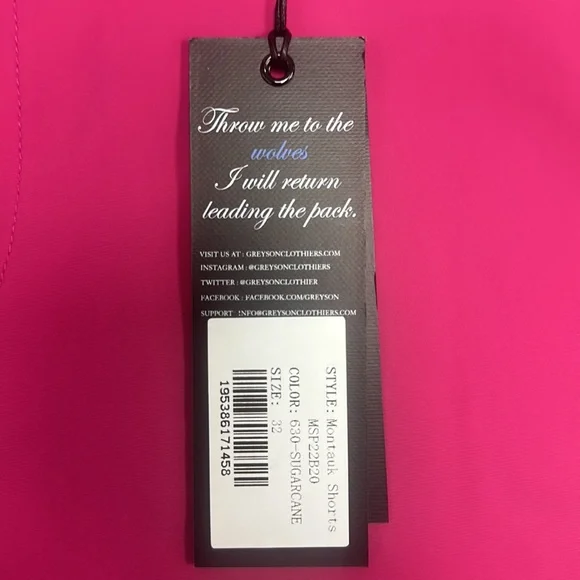 Throw me to the
wolves
I will return
leading the pack.
VISIT US AT : GREYSONCLOTHIERS.COM
INSTAGRAM : @GREYSONCLOTHIERS
TWITTER : @GREYSONCLOTHIER
FACEBOOK : FACEBOOK.COM/GREYSON
SUPPORT : INFO@GREYSONCLOTHIERS.COM
STYLE: Montauk Shorts
MSP22B20
COLOR: 630-SUGARCANE
SIZE: 32
195386171458